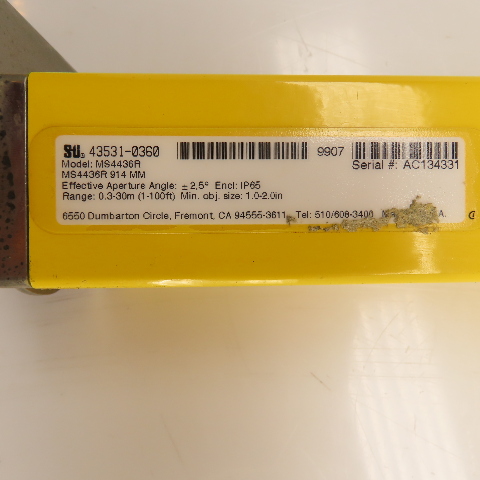 STI® 43531-0360 9907
Model: MS4436R Serial #: AC134331
MS4436R 914 MM
Effective Aperture Angle: ± 2,5° Encl: IP65
Range: 0.3-30m (1-100ft) Min. obj. size: 1.0-2.0in
6550 Dumbarton Circle, Fremont, CA 94555-3611 Tel: 510/608-3400